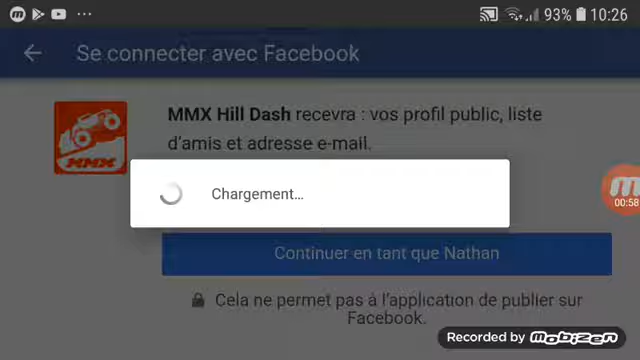 93% 10:26
Se connecter avec Facebook
MMX Hill Dash recevra : vos profil public, liste
d'amis et adresse e-mail.
MMX
Chargement...
00:58
Continuer en tant que Nathan
Cela ne permet pas à l'application de publier sur
Facebook.
Recorded by mobizen